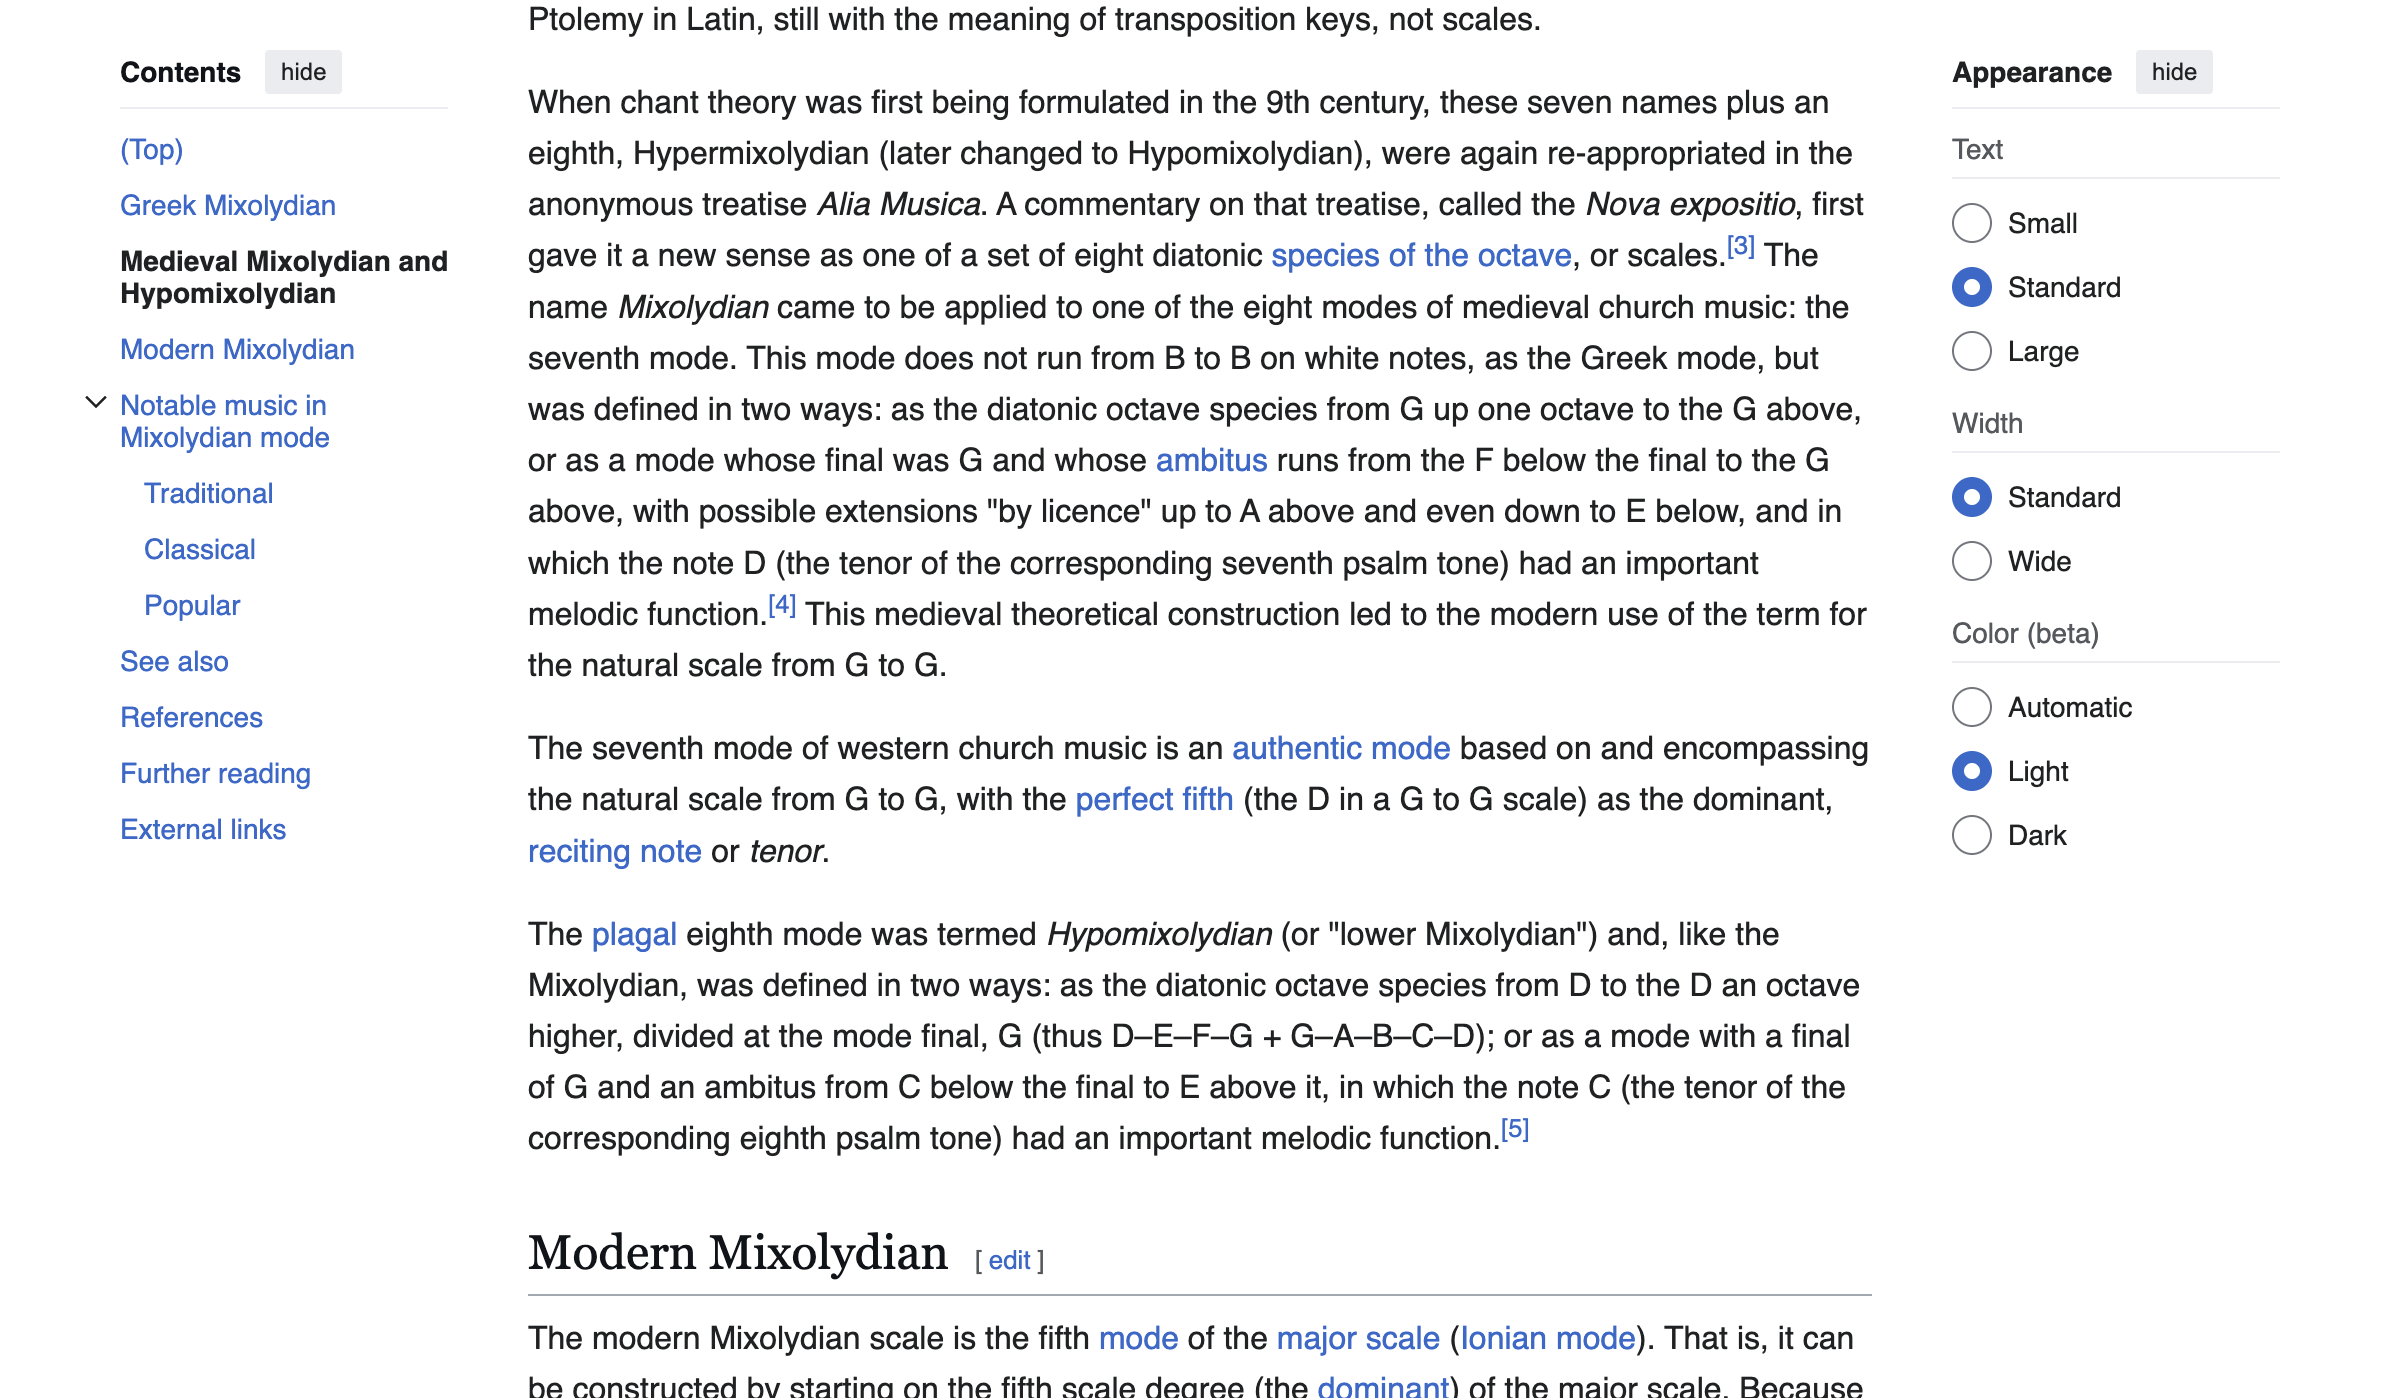 Ptolemy in Latin, still with the meaning of transposition keys, not scales.
Contents hide
(Top)
Greek Mixolydian
Medieval Mixolydian and
Hypomixolydian
Modern Mixolydian
Notable music in
Mixolydian mode
Traditional
Classical
Popular
See also
References
Further reading
External links
When chant theory was first being formulated in the 9th century, these seven names plus an
eighth, Hypermixolydian (later changed to Hypomixolydian), were again re-appropriated in the
anonymous treatise Alia Musica. A commentary on that treatise, called the Nova expositio, first
gave it a new sense as one of a set of eight diatonic species of the octave, or scales.[3] The
name Mixolydian came to be applied to one of the eight modes of medieval church music: the
seventh mode. This mode does not run from B to B on white notes, as the Greek mode, but
was defined in two ways: as the diatonic octave species from G up one octave to the G above,
or as a mode whose final was G and whose ambitus runs from the F below the final to the G
above, with possible extensions "by licence" up to A above and even down to E below, and in
which the note D (the tenor of the corresponding seventh psalm tone) had an important
melodic function.[4] This medieval theoretical construction led to the modern use of the term for
the natural scale from G to G.
The seventh mode of western church music is an authentic mode based on and encompassing
the natural scale from G to G, with the perfect fifth (the D in a G to G scale) as the dominant,
reciting note or tenor.
The plagal eighth mode was termed Hypomixolydian (or "lower Mixolydian") and, like the
Mixolydian, was defined in two ways: as the diatonic octave species from D to the D an octave
higher, divided at the mode final, G (thus D–E–F–G + G–A–B–C–D); or as a mode with a final
of G and an ambitus from C below the final to E above it, in which the note C (the tenor of the
corresponding eighth psalm tone) had an important melodic function.[5]
Modern Mixolydian [ edit ]
The modern Mixolydian scale is the fifth mode of the major scale (Ionian mode). That is, it can
be constructed by starting on the fifth scale degree (the dominant) of the major scale. Because
Appearance hide
Text
Small
Standard
Large
Width
Standard
Wide
Color (beta)
Automatic
Light
Dark